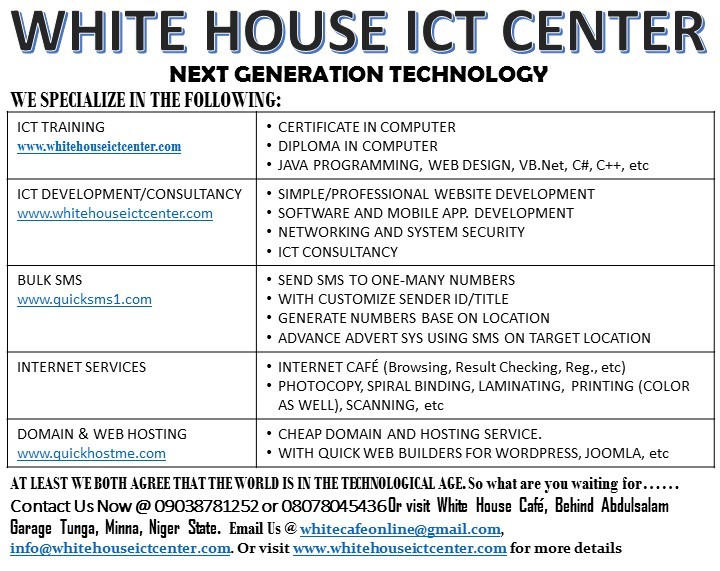 WHITE HOUSE ICT CENTER
NEXT GENERATION TECHNOLOGY
WE SPECIALIZE IN THE FOLLOWING:
ICT TRAINING
www.whitehouseictcenter.com
• CERTIFICATE IN COMPUTER
• DIPLOMA IN COMPUTER
• JAVA PROGRAMMING, WEB DESIGN, VB.Net, C#, C++, etc
ICT DEVELOPMENT/CONSULTANCY
www.whitehouseictcenter.com
• SIMPLE/PROFESSIONAL WEBSITE DEVELOPMENT
• SOFTWARE AND MOBILE APP. DEVELOPMENT
• NETWORKING AND SYSTEM SECURITY
• ICT CONSULTANCY
BULK SMS
www.quicksms1.com
• SEND SMS TO ONE-MANY NUMBERS
• WITH CUSTOMIZE SENDER ID/TITLE
• GENERATE NUMBERS BASE ON LOCATION
• ADVANCE ADVERT SYS USING SMS ON TARGET LOCATION
INTERNET SERVICES
• INTERNET CAFÉ (Browsing, Result Checking, Reg., etc)
• PHOTOCOPY, SPIRAL BINDING, LAMINATING, PRINTING (COLOR
AS WELL), SCANNING, etc
DOMAIN & WEB HOSTING
www.quickhostme.com
• CHEAP DOMAIN AND HOSTING SERVICE.
• WITH QUICK WEB BUILDERS FOR WORDPRESS, JOOMLA, etc
AT LEAST WE BOTH AGREE THAT THE WORLD IS IN THE TECHNOLOGICAL AGE. So what are you waiting for......
Contact Us Now @ 09038781252 or 08078045436 Or visit White House Café, Behind Abdulsalam
Garage Tunga, Minna, Niger State. Email Us @ whitecafeonline@gmail.com,
info@whitehouseictcenter.com. Or visit www.whitehouseictcenter.com for more details